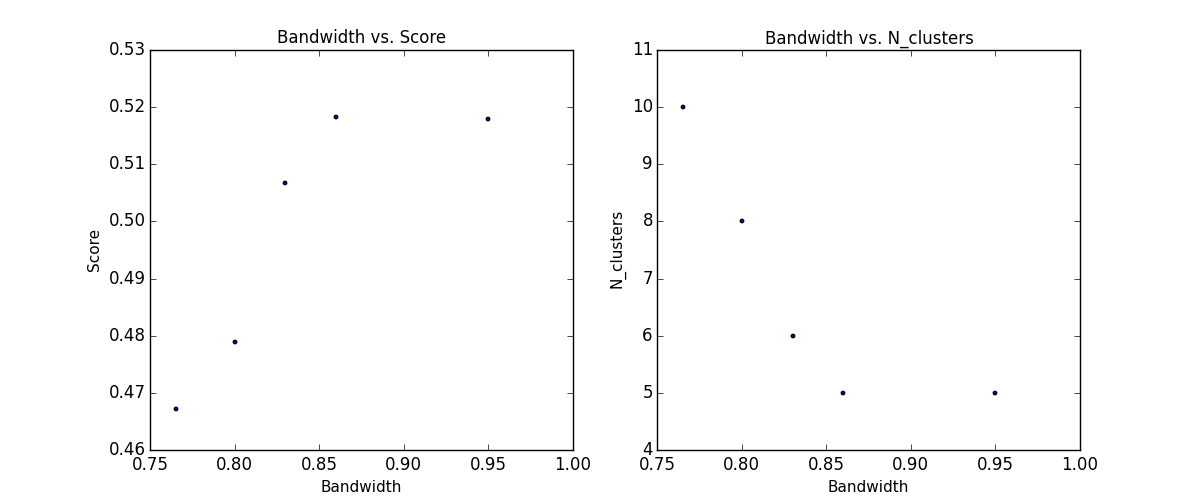 Bandwidth vs. Score
0.53
0.52
0.51
0.50
0.49
0.48
0.47
0.46
Score
0.75 0.80 0.85 0.90 0.95 1.00
Bandwidth
Bandwidth vs. N_clusters
11
10
9
8
7
6
5
4
N_clusters
0.75 0.80 0.85 0.90 0.95 1.00
Bandwidth